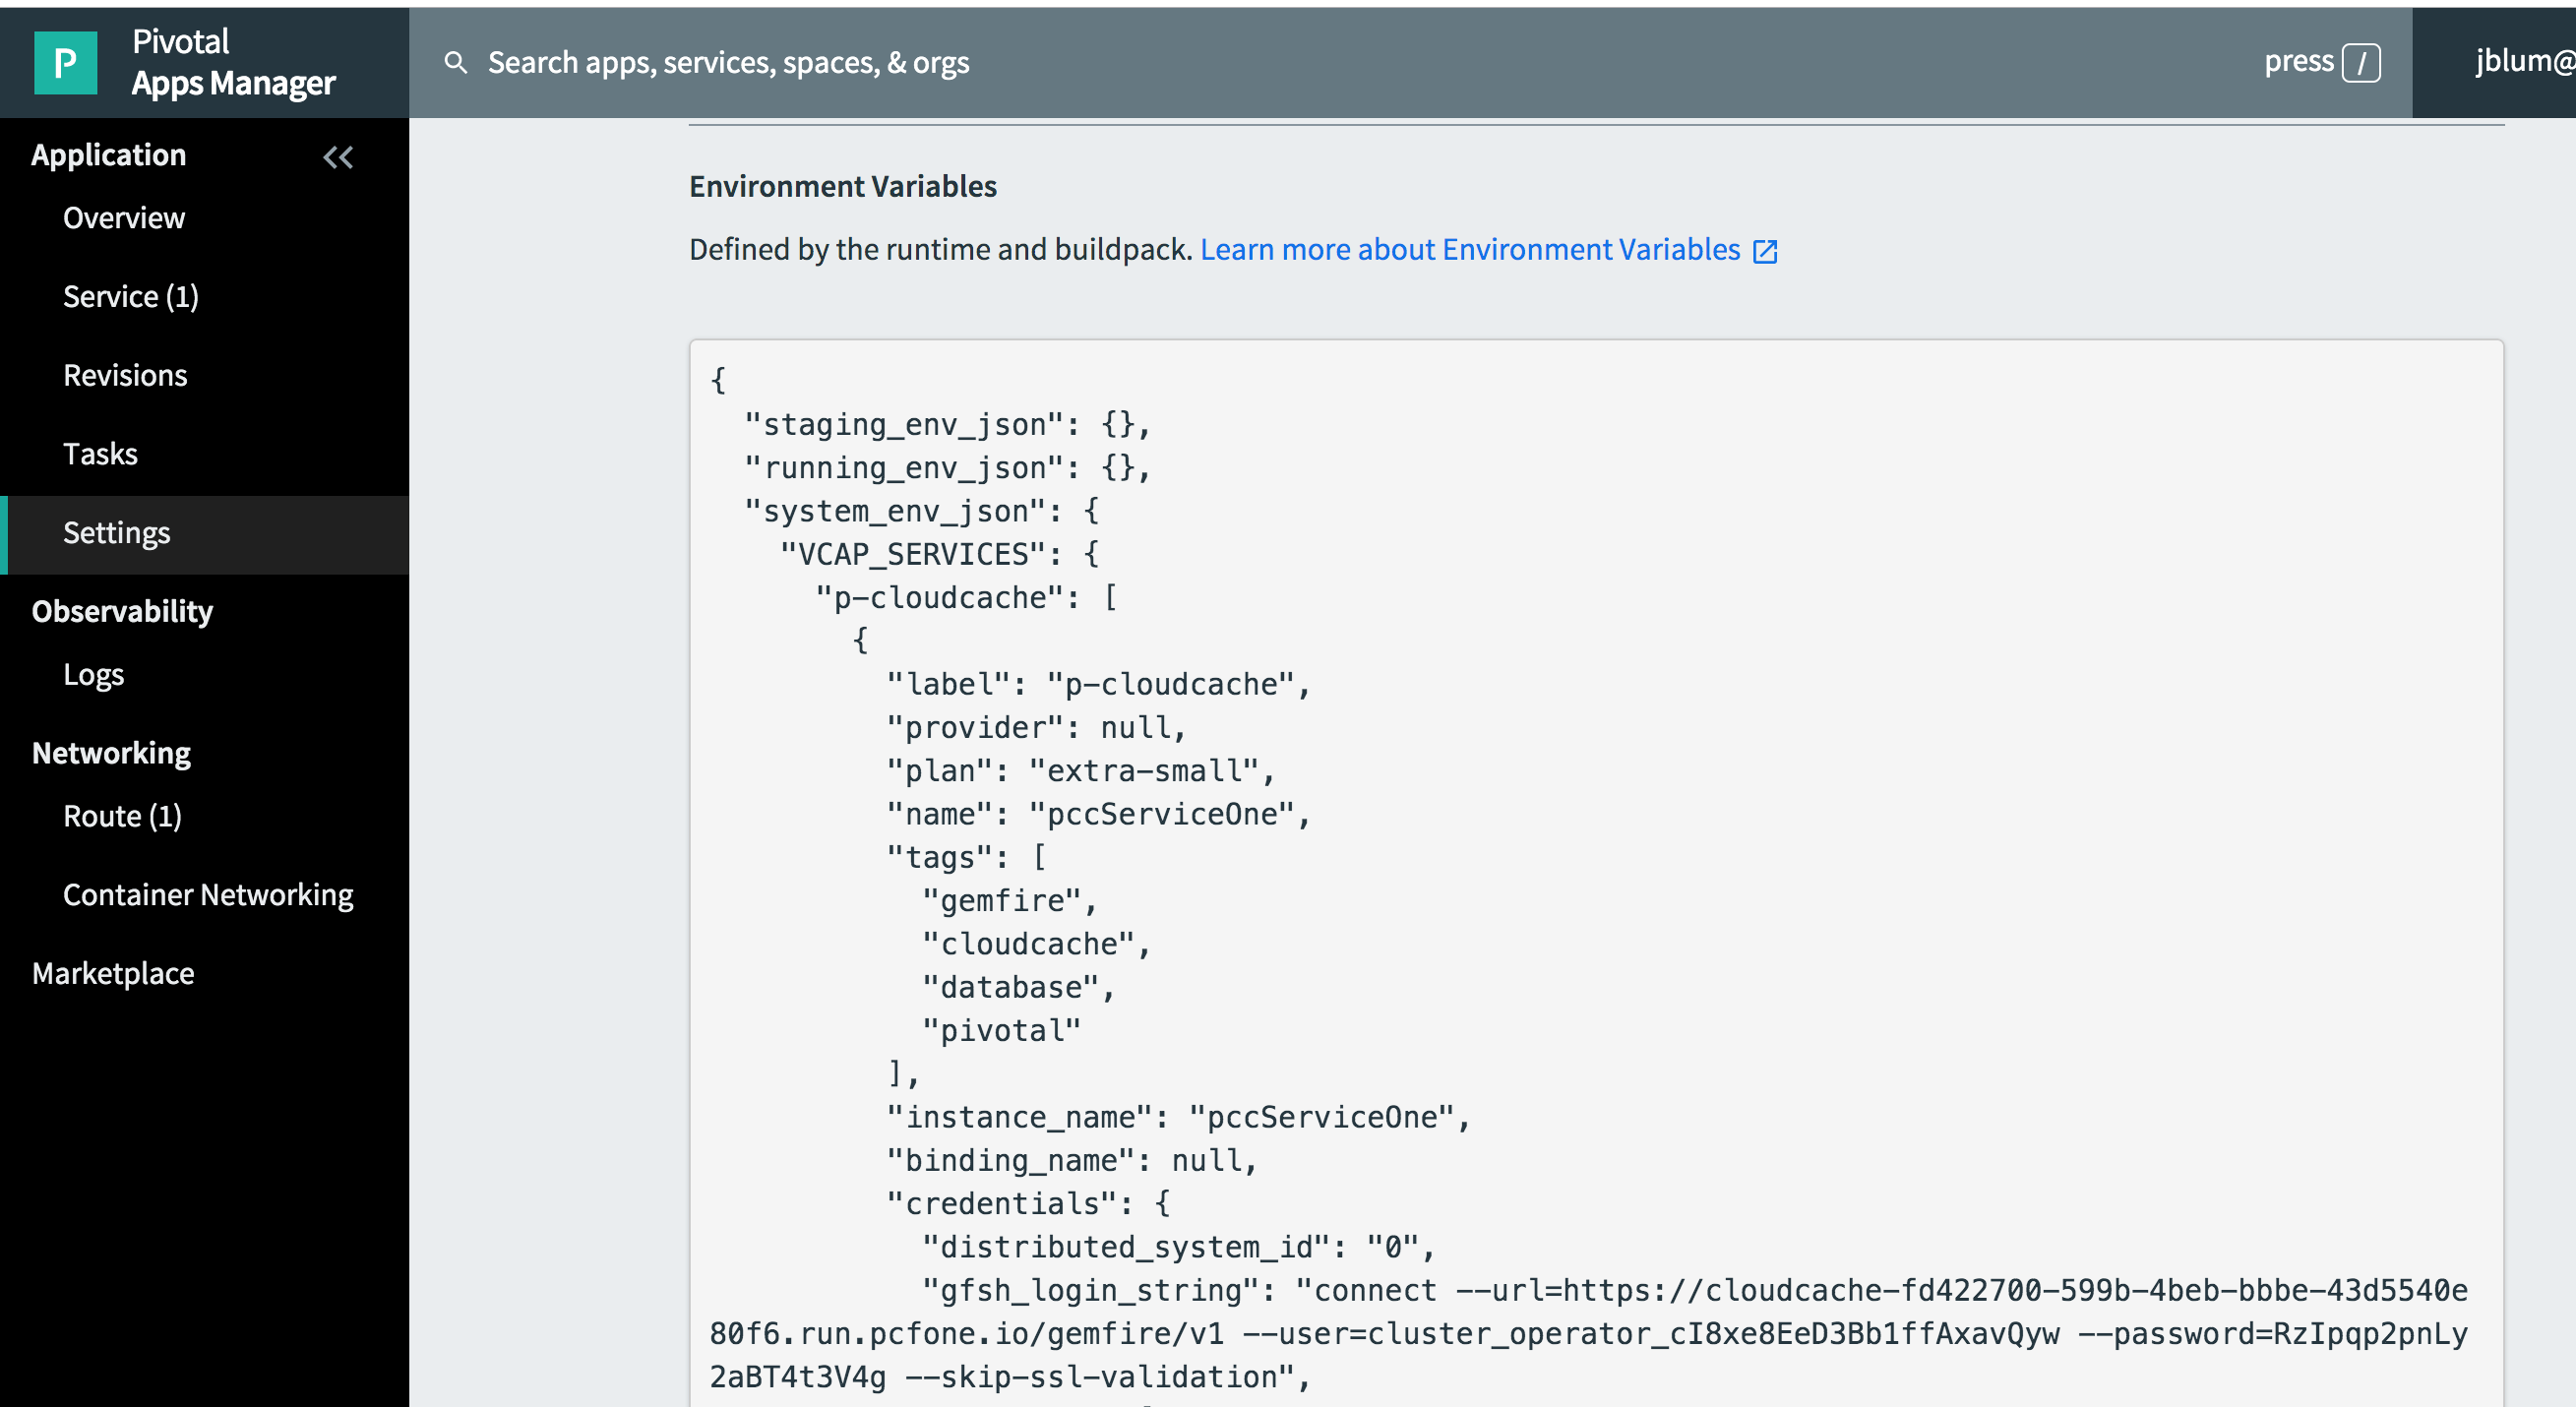 P
Pivotal
Apps Manager
Search apps, services, spaces, & orgs
press /
jblum@
Application
Overview
Service (1)
Revisions
Tasks
Settings
Observability
Logs
Networking
Route (1)
Container Networking
Marketplace
Environment Variables
Defined by the runtime and buildpack. Learn more about Environment Variables
{
"staging_env_json": {},
"running_env_json": {},
"system_env_json": {
"VCAP_SERVICES": {
"p-cloudcache": [
{
"label": "p-cloudcache",
"provider": null,
"plan": "extra-small",
"name": "pccServiceOne",
"tags": [
"gemfire",
"cloudcache",
"database",
"pivotal"
],
"instance_name": "pccServiceOne",
"binding_name": null,
"credentials": {
"distributed_system_id": "0",
"gfsh_login_string": "connect --url=https://cloudcache-fd422700-599b-4beb-bbbe-43d5540e
80f6.run.pcfone.io/gemfire/v1 --user=cluster_operator_cI8xe8EeD3Bb1ffAxavQyw --password=RzIpqp2pnLy
2aBT4t3V4g --skip-ssl-validation",